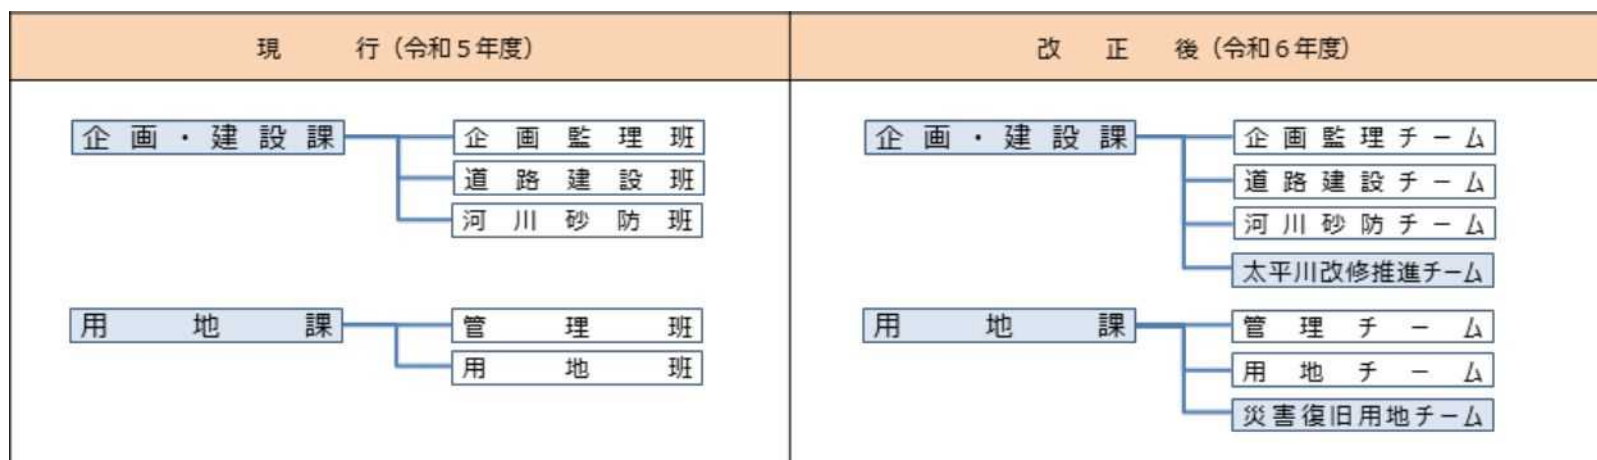 現 行（令和５年度）
改 正 後（令和６年度）
企画・建設課
企画監理班
道路建設班
河川砂防班
用地課
管理班
用地班
企画・建設課
企画監理チーム
道路建設チーム
河川砂防チーム
太平川改修推進チーム
用地課
管理チーム
用地チーム
災害復旧用地チーム